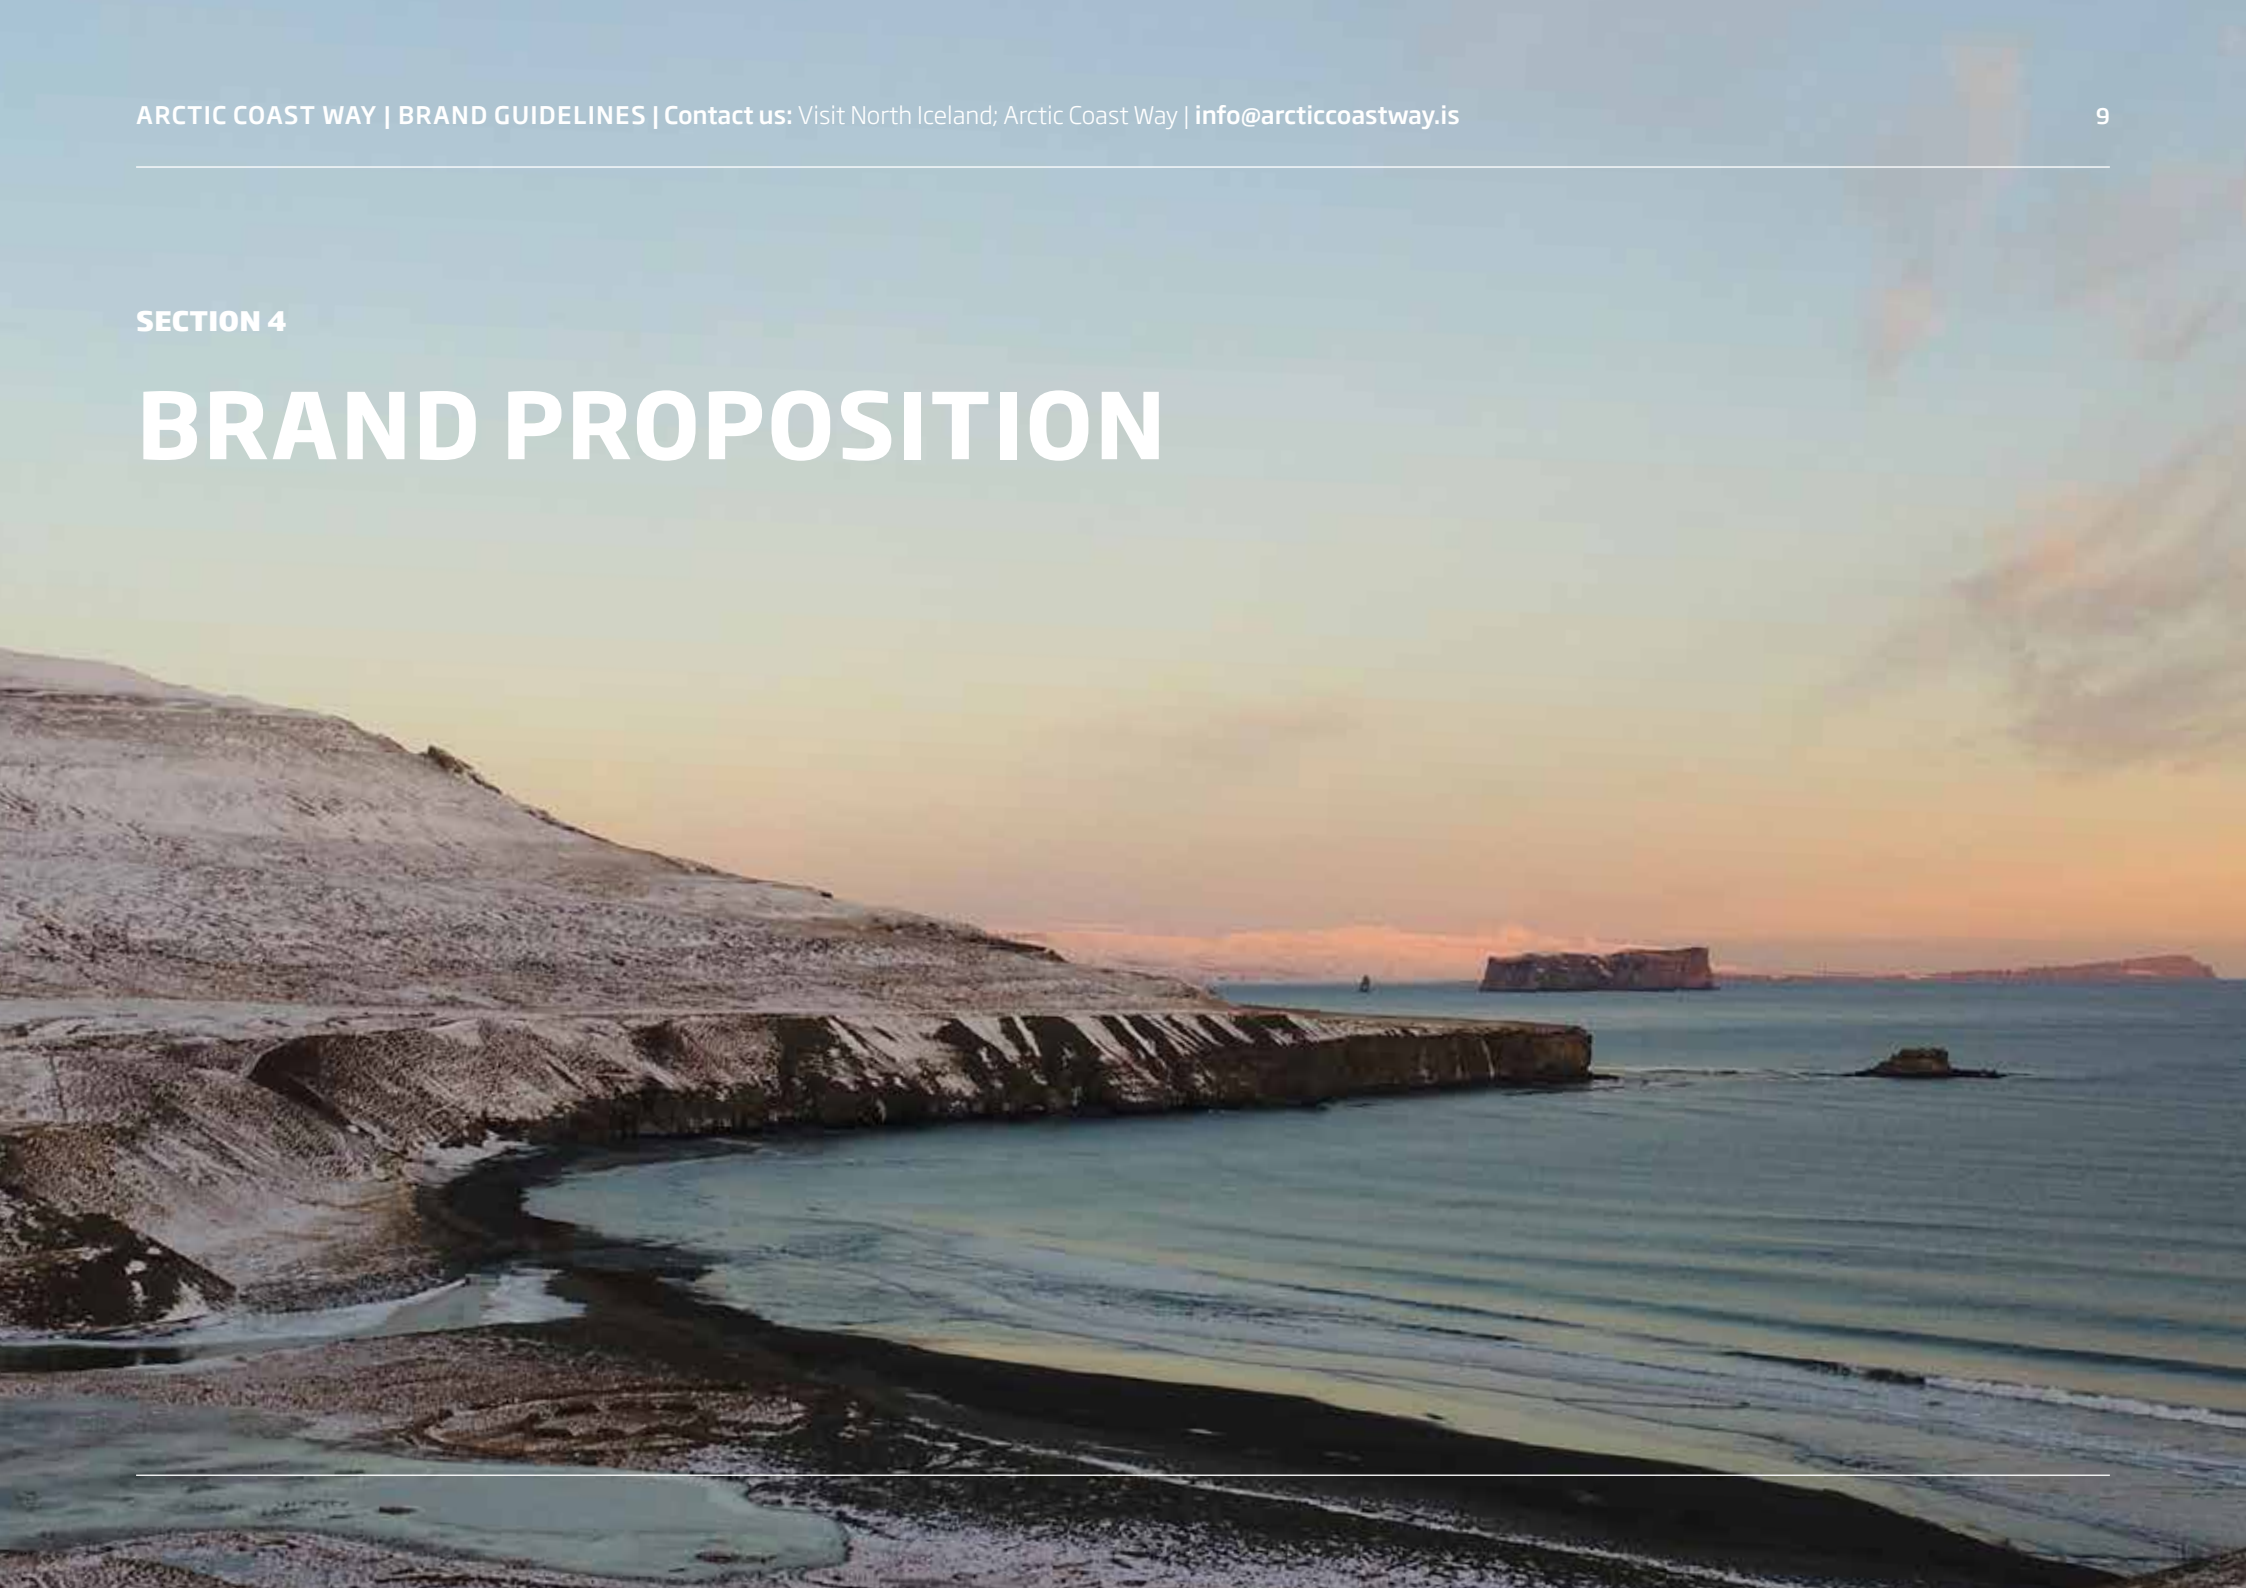 ARCTIC COAST WAY | BRAND GUIDELINES | Contact us: Visit North Iceland; Arctic Coast Way | info@arcticcoastway.is 9
SECTION 4
BRAND PROPOSITION